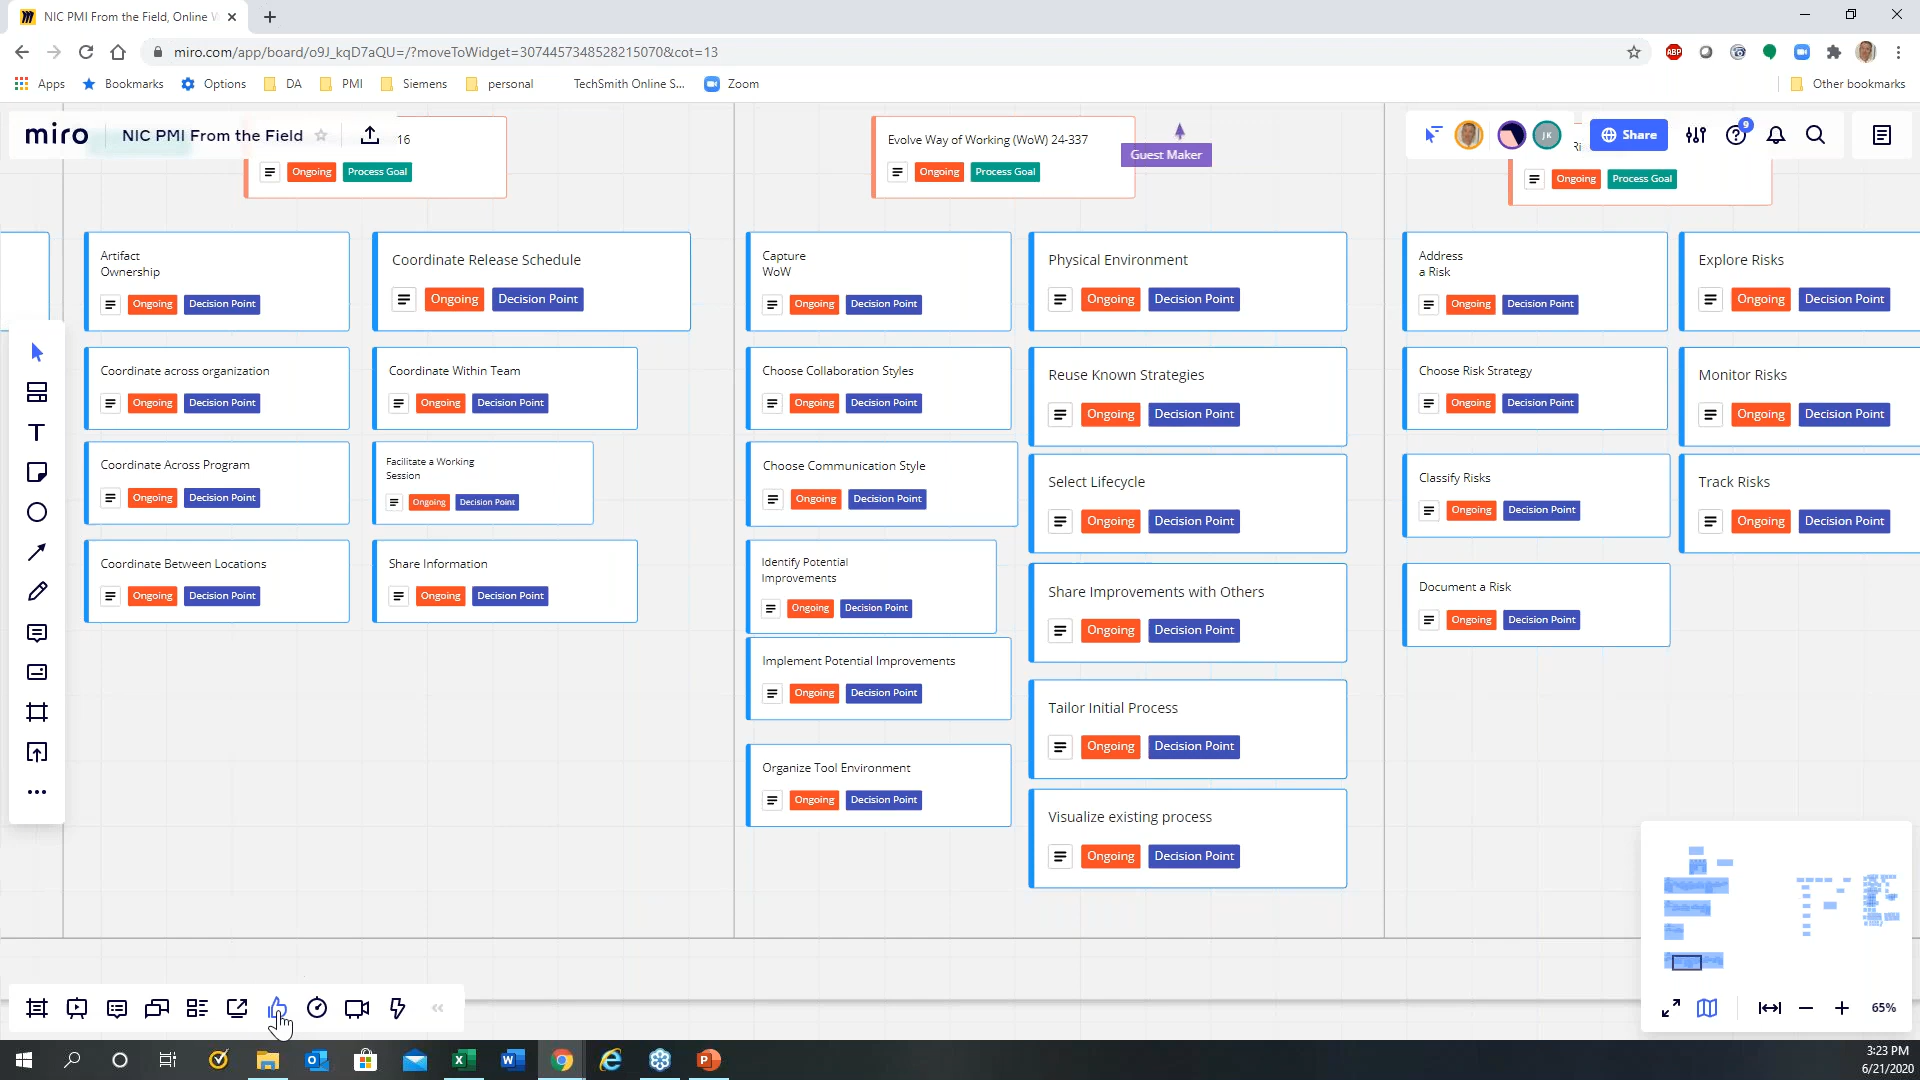 NIC PMI From the Field, Online W
miro.com/app/board/o9J_kqD7aQU=/?moveToWidget=3074457348528215070&cot=13
ABP
Apps
Bookmarks
Options
DA
PMI
Siemens
personal
TechSmith Online S...
Zoom
Other bookmarks
miro
NIC PMI From the Field
16
Ongoing
Process Goal
Evolve Way of Working (WoW) 24-337
Ongoing
Process Goal
Guest Maker
JK
Ri
Share
9
Ongoing
Process Goal
Artifact
Ownership
Ongoing
Decision Point
Coordinate Release Schedule
Ongoing
Decision Point
Coordinate across organization
Ongoing
Decision Point
Coordinate Within Team
Ongoing
Decision Point
Coordinate Across Program
Ongoing
Decision Point
Facilitate a Working
Session
Ongoing
Decision Point
Coordinate Between Locations
Ongoing
Decision Point
Share Information
Ongoing
Decision Point
Capture
WoW
Ongoing
Decision Point
Physical Environment
Ongoing
Decision Point
Choose Collaboration Styles
Ongoing
Decision Point
Reuse Known Strategies
Ongoing
Decision Point
Choose Communication Style
Ongoing
Decision Point
Select Lifecycle
Ongoing
Decision Point
Identify Potential
Improvements
Ongoing
Decision Point
Share Improvements with Others
Ongoing
Decision Point
Implement Potential Improvements
Ongoing
Decision Point
Tailor Initial Process
Ongoing
Decision Point
Organize Tool Environment
Ongoing
Decision Point
Visualize existing process
Ongoing
Decision Point
Address
a Risk
Ongoing
Decision Point
Explore Risks
Ongoing
Decision Point
Choose Risk Strategy
Ongoing
Decision Point
Monitor Risks
Ongoing
Decision Point
Classify Risks
Ongoing
Decision Point
Track Risks
Ongoing
Decision Point
Document a Risk
Ongoing
Decision Point
65%
3:23 PM
6/21/2020